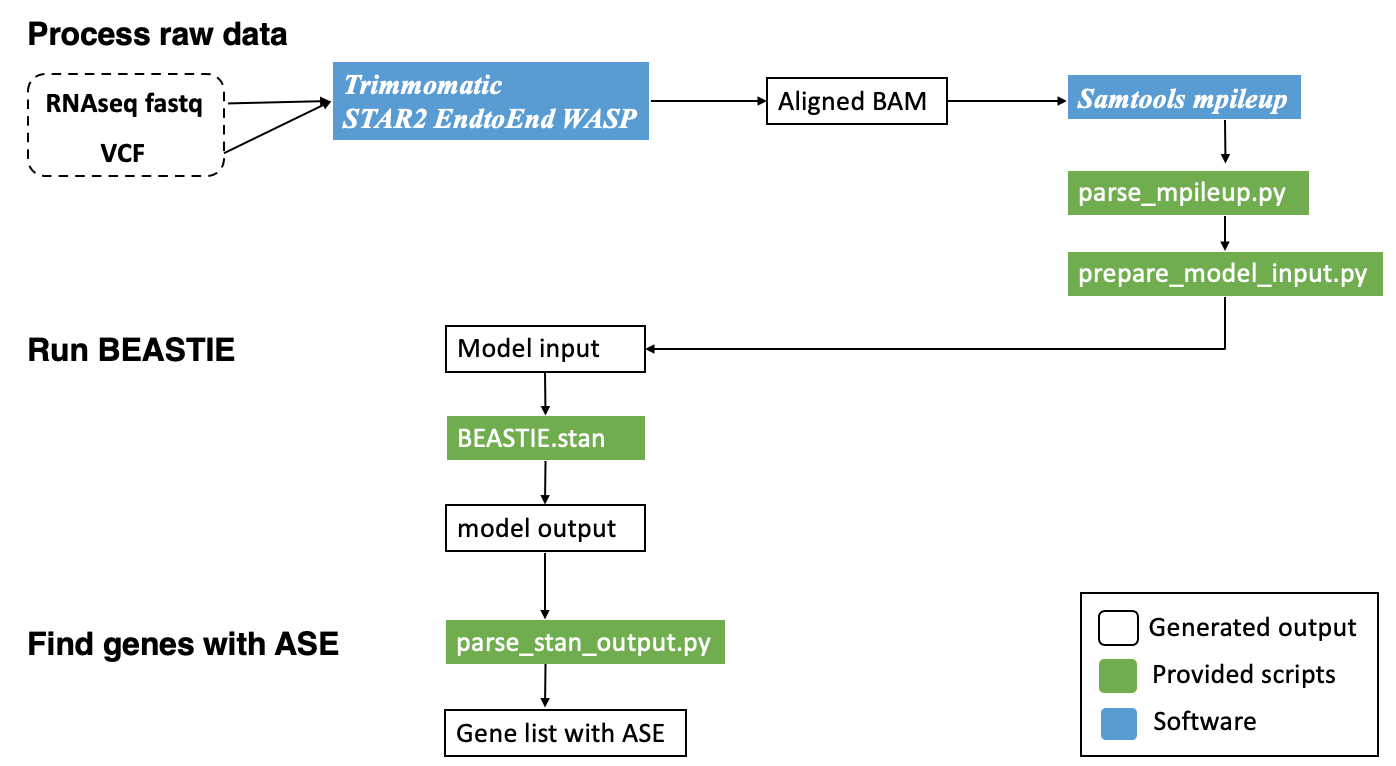 Process raw data
RNAseq fastq
VCF
Trimmomatic
STAR2 EndtoEnd WASP
Aligned BAM
Samtools mpileup
parse_mpileup.py
prepare_model_input.py
Run BEASTIE
Model input
BEASTIE.stan
model output
Find genes with ASE
parse_stan_output.py
Gene list with ASE
Generated output
Provided scripts
Software